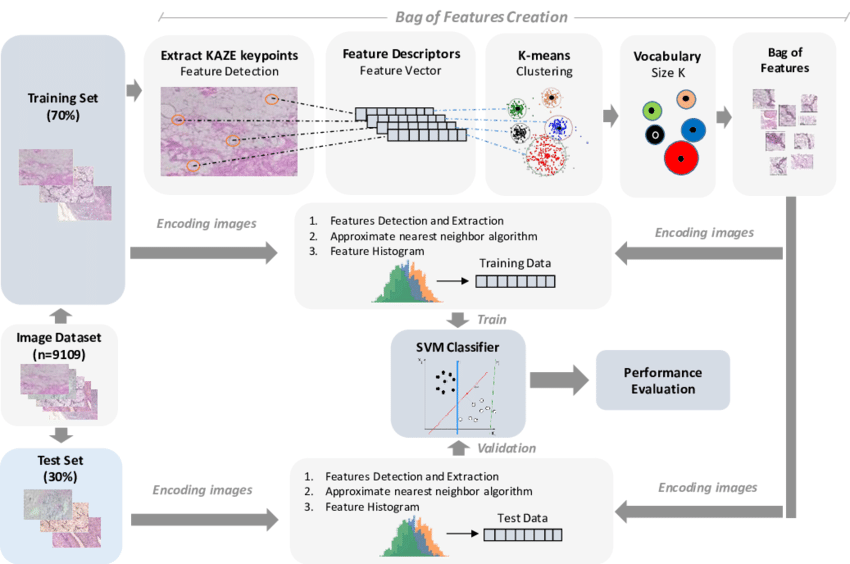 Bag of Features Creation
Training Set
(70%)
Extract KAZE keypoints
Feature Detection
Feature Descriptors
Feature Vector
K-means
Clustering
Vocabulary
Size K
Bag of
Features
Encoding images
1. Features Detection and Extraction
2. Approximate nearest neighbor algorithm
3. Feature Histogram
Training Data
Encoding images
Train
Image Dataset
(n=9109)
SVM Classifier
Performance
Evaluation
Validation
Test Set
(30%)
Encoding images
1. Features Detection and Extraction
2. Approximate nearest neighbor algorithm
3. Feature Histogram
Test Data
Encoding images